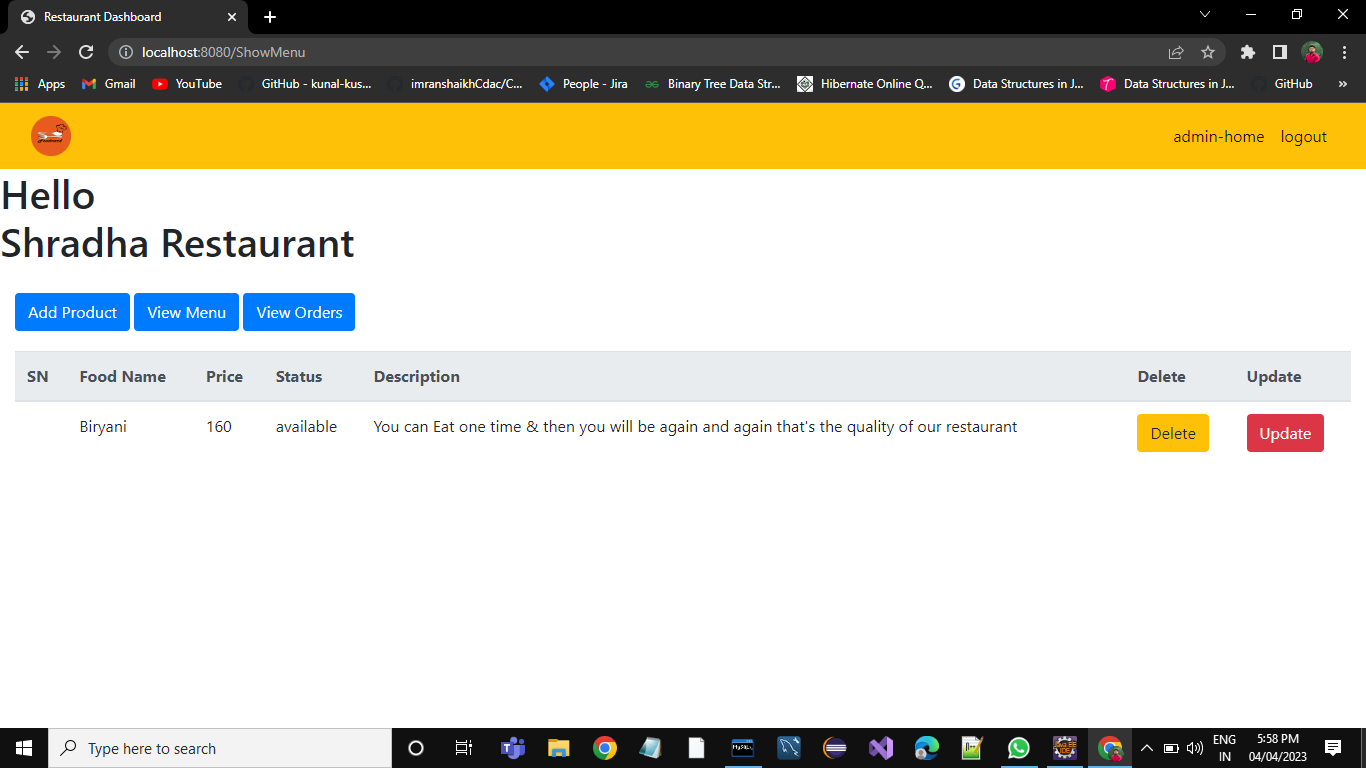 Restaurant Dashboard
localhost:8080/ShowMenu
Apps Gmail YouTube GitHub - kunal-kus... imranshaikhCdac/C... People - Jira Binary Tree Data Str... Hibernate Online Q... Data Structures in J... Data Structures in J... GitHub »
admin-home logout
Hello
Shradha Restaurant
Add Product View Menu View Orders
SN Food Name Price Status Description Delete Update
Biryani 160 available You can Eat one time & then you will be again and again that's the quality of our restaurant Delete Update
Type here to search
ENG 5:58 PM
IN 04/04/2023